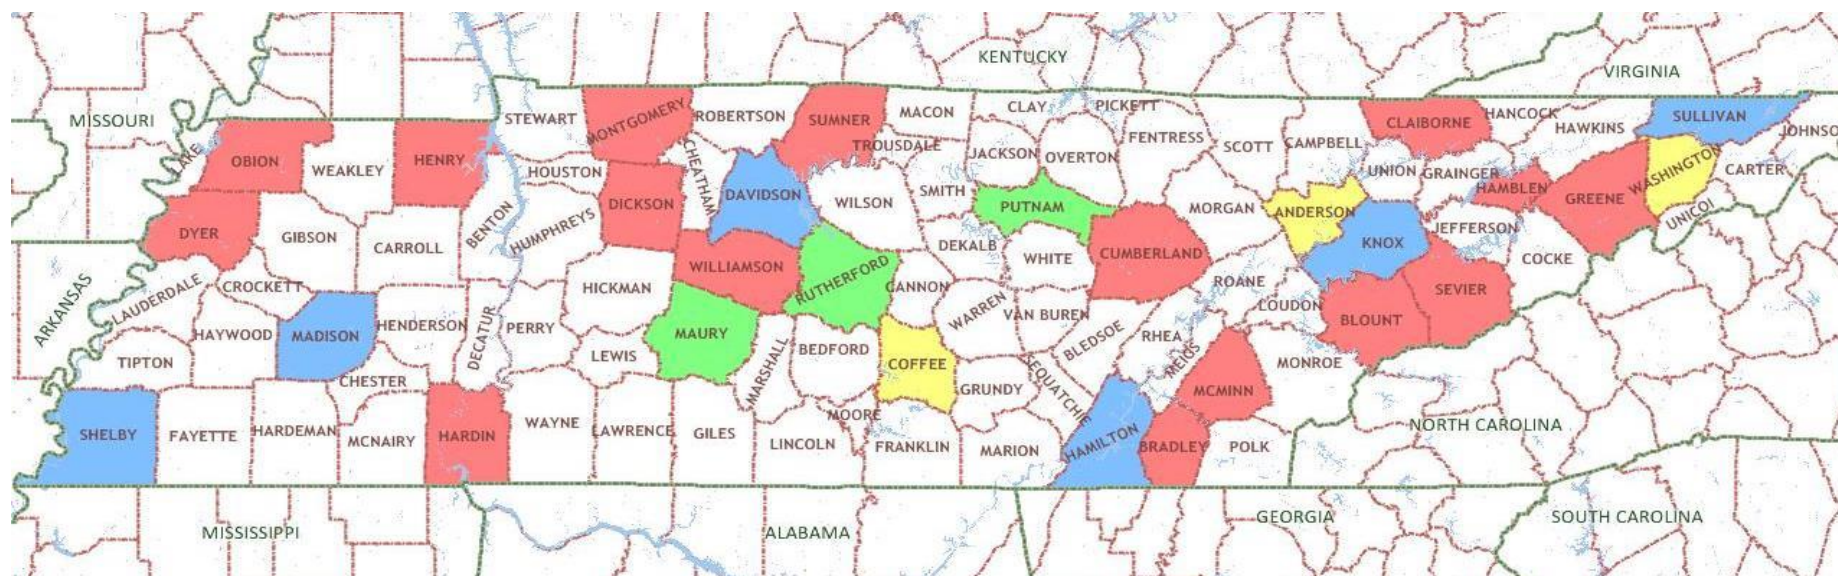 KENTUCKY
VIRGINIA
MISSOURI
STEWART
MONTGOMERY
ROBERTSON
SUMNER
MACON
CLAY
PICKETT
CLAIBORNE
HANCOCK
HAWKINS
SULLIVAN
JOHNSO
LAKE
OBION
WEAKLEY
HENRY
HOUSTON
CHEATHAM
TROUSDALE
JACKSON
OVERTON
FENTRESS
SCOTT
CAMPBELL
UNION
GRAINGER
HAMBLEN
GREENE
WASHINGTON
CARTER
UNICOI
DYER
GIBSON
CARROLL
BENTON
HUMPHREYS
DICKSON
DAVIDSON
WILSON
SMITH
PUTNAM
MORGAN
ANDERSON
KNOX
JEFFERSON
COCKE
DEKALB
WHITE
CUMBERLAND
ARKANSAS
LAUDERDALE
CROCKETT
HICKMAN
WILLIAMSON
RUTHERFORD
CANNON
WARREN
VAN BUREN
ROANE
LOUDON
BLOUNT
SEVIER
TIPTON
HAYWOOD
MADISON
HENDERSON
DECATUR
PERRY
LEWIS
MAURY
MARSHALL
BEDFORD
COFFEE
BLEDSOE
RHEA
MEIGS
MONROE
CHESTER
GRUNDY
SEQUATCHIE
MCMINN
SHELBY
FAYETTE
HARDEMAN
MCNAIRY
HARDIN
WAYNE
LAWRENCE
GILES
LINCOLN
MOORE
FRANKLIN
MARION
HAMILTON
BRADLEY
POLK
NORTH CAROLINA
MISSISSIPPI
ALABAMA
GEORGIA
SOUTH CAROLINA